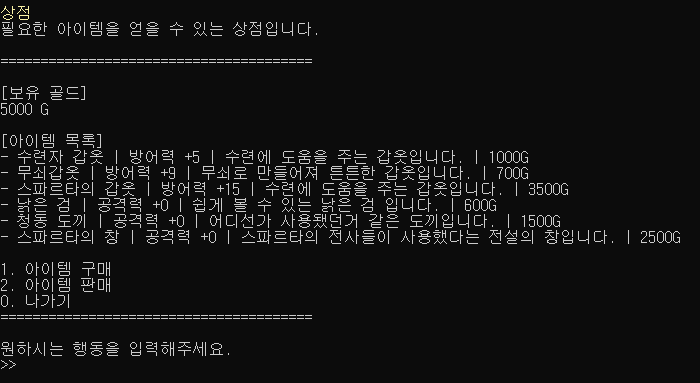 상점
필요한 아이템을 얻을 수 있는 상점입니다.
=======================================
[보유 골드]
5000 G
[아이템 목록]
- 수련자 갑옷 | 방어력 +5 | 수련에 도움을 주는 갑옷입니다. | 1000G
- 무쇠갑옷 | 방어력 +9 | 무쇠로 만들어져 튼튼한 갑옷입니다. | 700G
- 스파르타의 갑옷 | 방어력 +15 | 수련에 도움을 주는 갑옷입니다. | 3500G
- 낡은 검 | 공격력 +0 | 쉽게 볼 수 있는 낡은 검 입니다. | 600G
- 청동 도끼 | 공격력 +0 | 어디선가 사용됐던거 같은 도끼입니다. | 1500G
- 스파르타의 창 | 공격력 +0 | 스파르타의 전사들이 사용했다는 전설의 창입니다. | 2500G
1. 아이템 구매
2. 아이템 판매
0. 나가기
=======================================
원하시는 행동을 입력해주세요.
>>